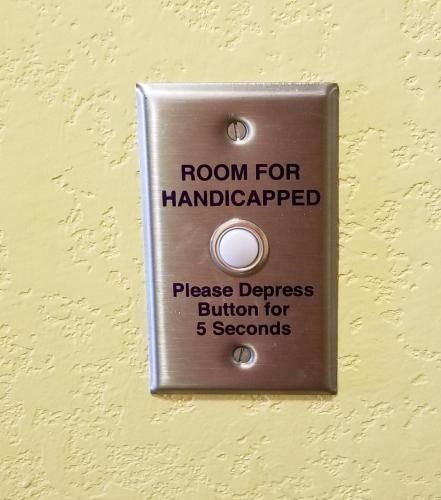 ROOM FOR
HANDICAPPED
Please Depress
Button for
5 Seconds